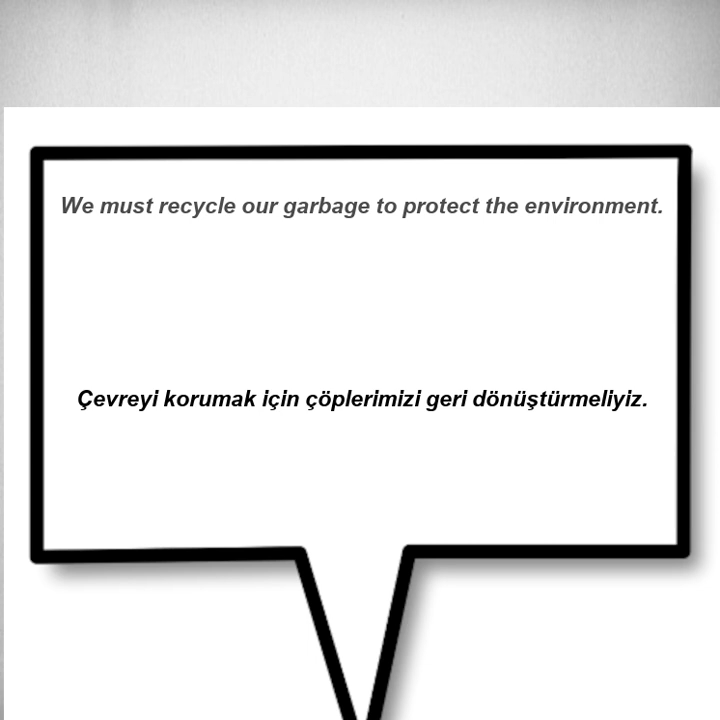 We must recycle our garbage to protect the environment.
Çevreyi korumak için çöplerimizi geri dönüştürmeliyiz.